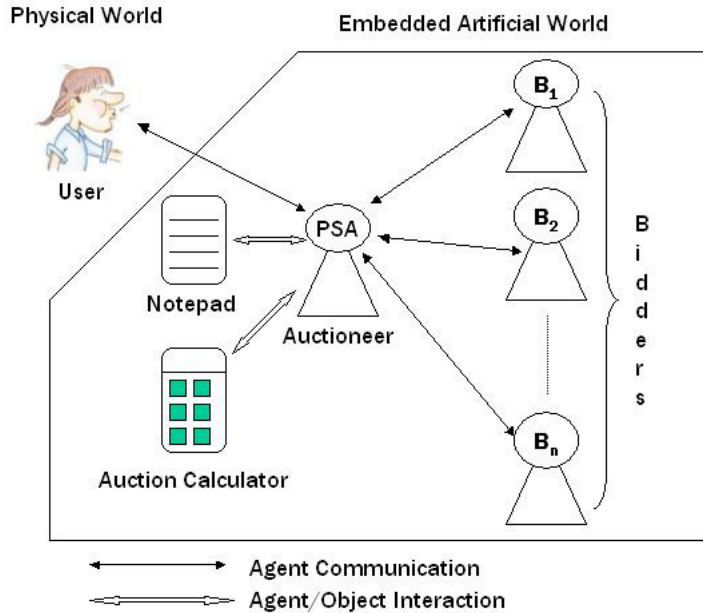 Physical World
Embedded Artificial World
B1
User
PSA
B2
Notepad
Auctioneer
Bidders
Bn
Auction Calculator
Agent Communication
Agent/Object Interaction